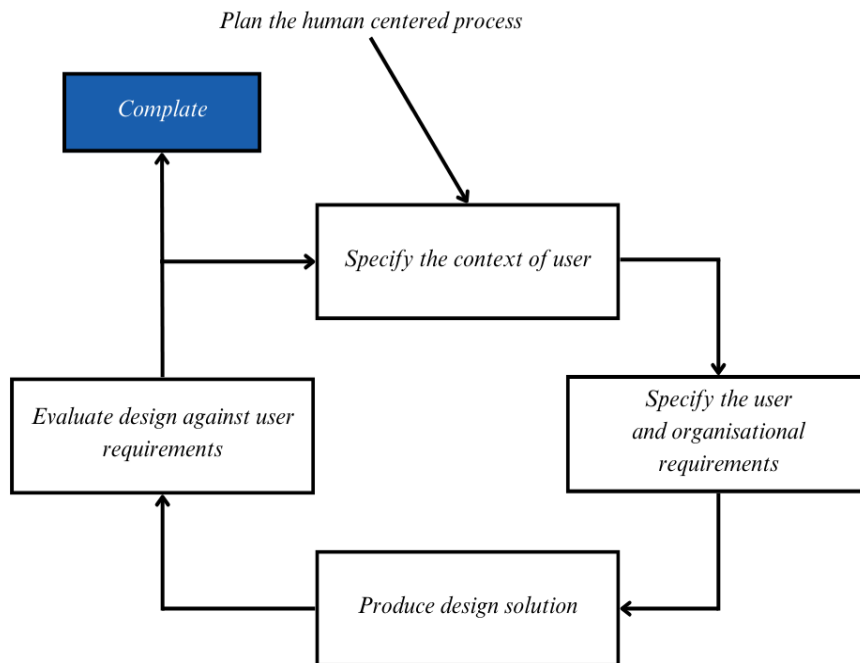 Plan the human centered process
Complate
Specify the context of user
Evaluate design against user
requirements
Specify the user
and organisational
requirements
Produce design solution